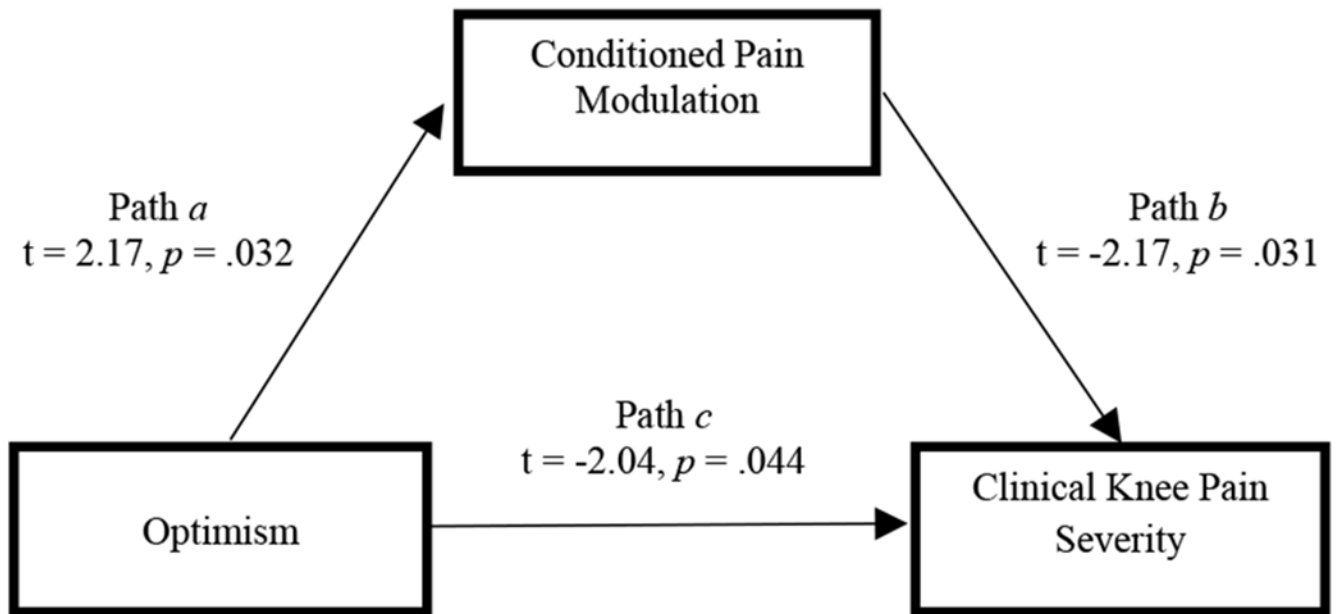 Conditioned Pain
Modulation
Path a
t = 2.17, p = .032
Path b
t = -2.17, p = .031
Path c
t = -2.04, p = .044
Optimism
Clinical Knee Pain
Severity